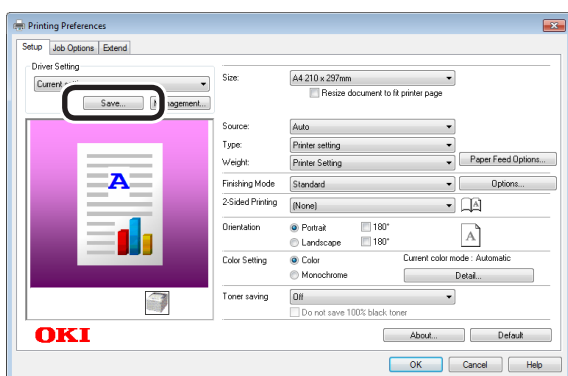 Printing Preferences
Setup Job Options Extend
Driver Setting
Current
Save...
agement...
Size: A4 210 x 297mm
Resize document to fit printer page
Source: Auto
Type: Printer setting
Weight: Printer Setting Paper Feed Options...
Finishing Mode Standard Options...
2-Sided Printing (None) A
Orientation Portrait 180°
Landscape 180°
A
Color Setting Color Current color mode : Automatic
Monochrome Detail...
Toner saving Off
Do not save 100% black toner
A
OKI
About... Default
OK Cancel Help